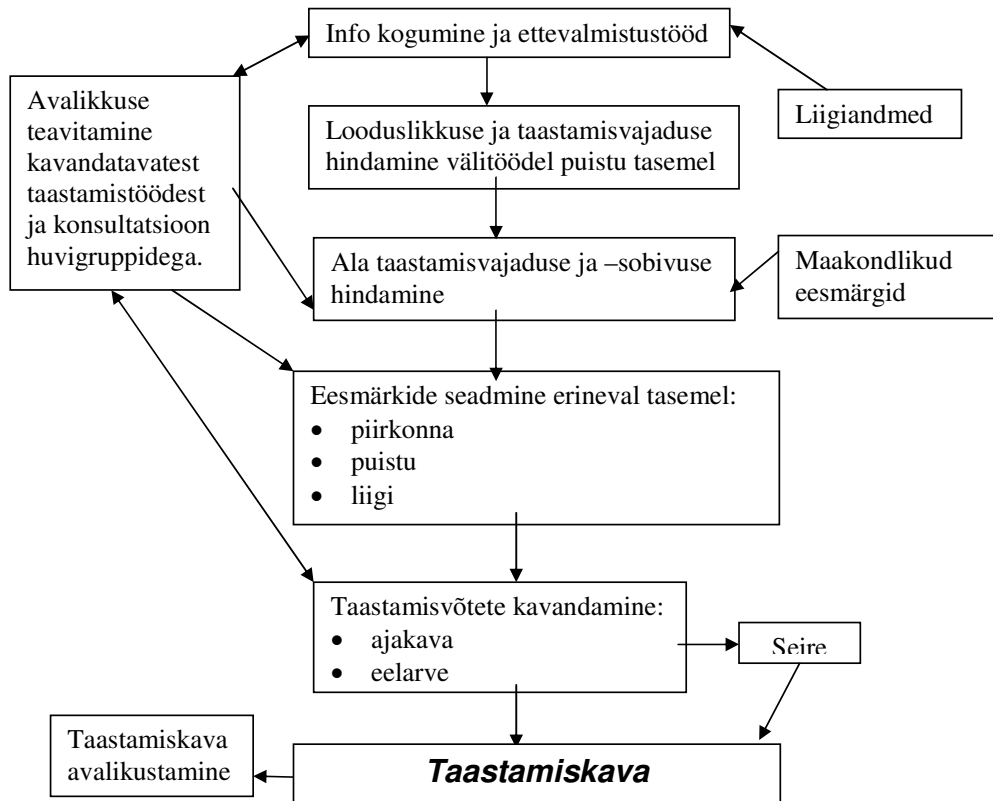 Info kogumine ja ettevalmistustööd
Avalikkuse
teavitamine
kavandatavatest
taastamistöödest
ja konsultatsioon
huvigruppidega.
Liigiandmed
Looduslikkuse ja taastamisvajaduse
hindamine välitöödel puistu tasemel
Ala taastamisvajaduse ja –sobivuse
hindamine
Maakondlikud
eesmärgid
Eesmärkide seadmine erineval tasemel:
• piirkonna
• puistu
• liigi
Taastamisvõtete kavandamine:
• ajakava
• eelarve
Seire
Taastamiskava
avalikustamine
Taastamiskava